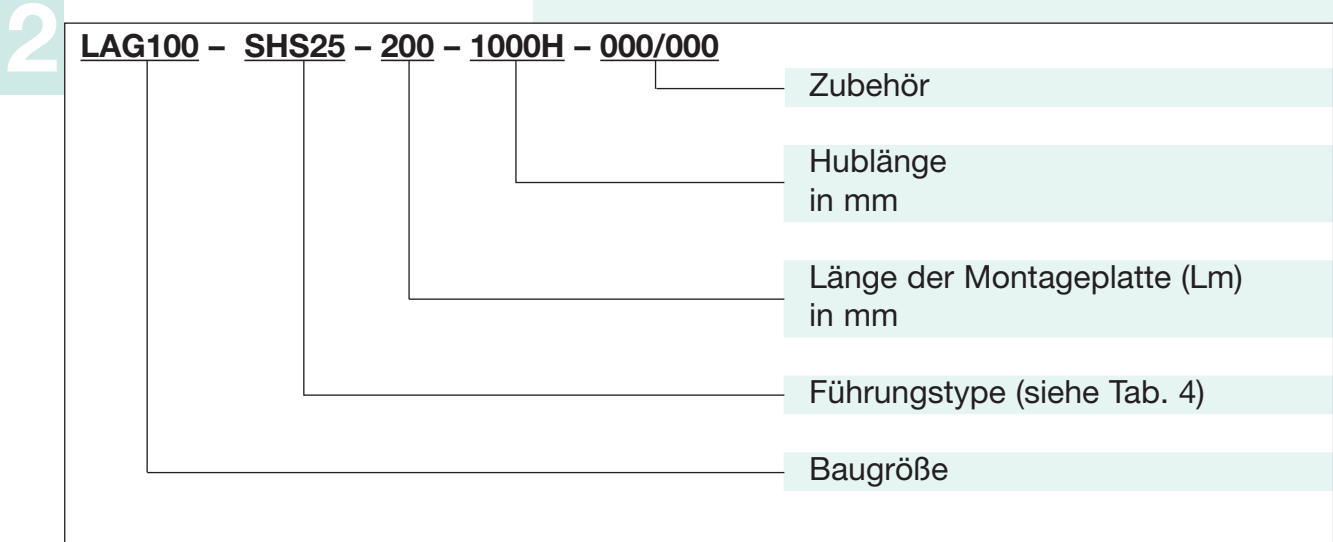 2
LAG100 – SHS25 – 200 – 1000H – 000/000
Zubehör
Hublänge
in mm
Länge der Montageplatte (Lm)
in mm
Führungstype (siehe Tab. 4)
Baugröße